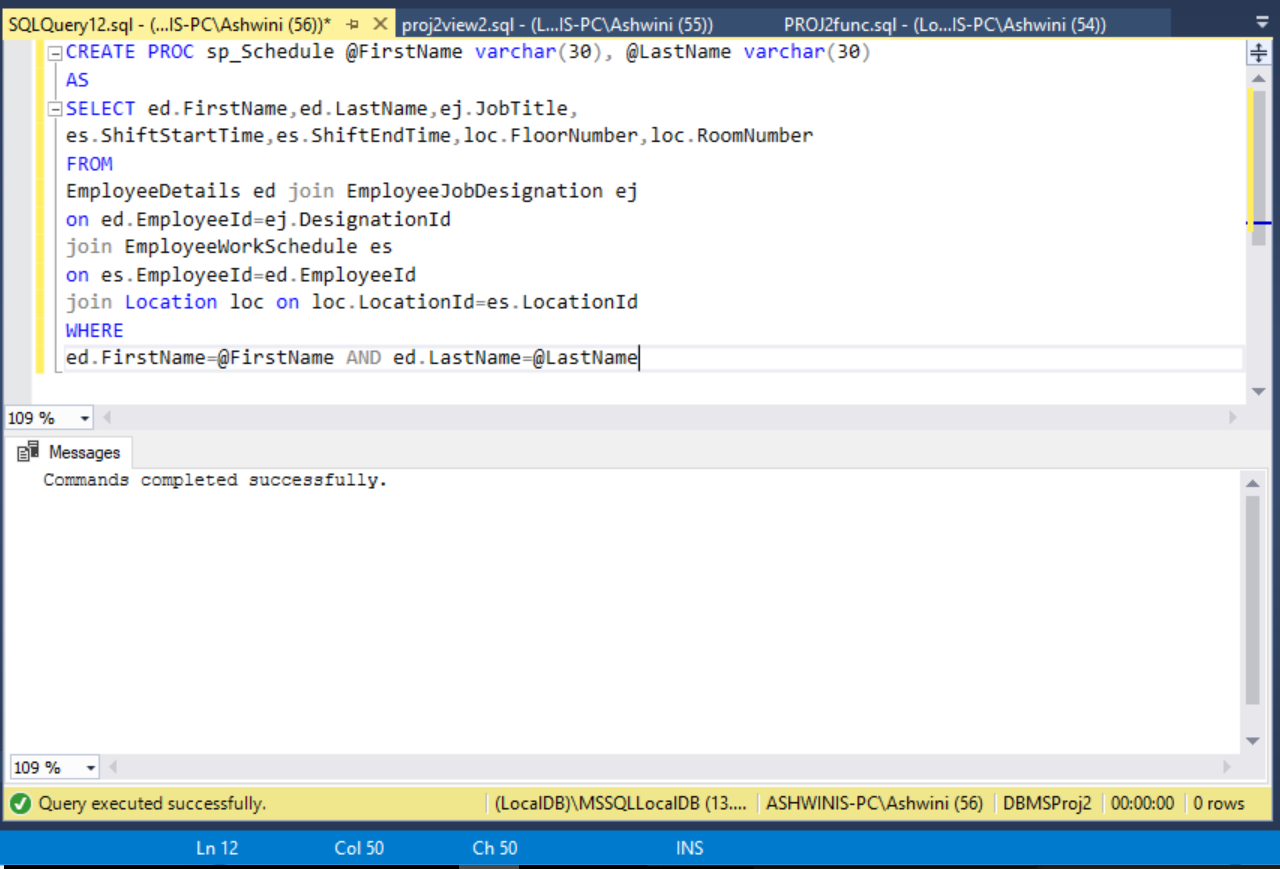 SQLQuery12.sql - (...IS-PC\Ashwini (56))* proj2view2.sql - (L...IS-PC\Ashwini (55)) PROJ2func.sql - (Lo...IS-PC\Ashwini (54))
CREATE PROC sp_Schedule @FirstName varchar(30), @LastName varchar(30)
AS
SELECT ed.FirstName,ed.LastName,ej.JobTitle,
es.ShiftStartTime,es.ShiftEndTime,loc.FloorNumber,loc.RoomNumber
FROM
EmployeeDetails ed join EmployeeJobDesignation ej
on ed.EmployeeId=ej.DesignationId
join EmployeeWorkSchedule es
on es.EmployeeId=ed.EmployeeId
join Location loc on loc.LocationId=es.LocationId
WHERE
ed.FirstName=@FirstName AND ed.LastName=@LastName
109 %
Messages
Commands completed successfully.
109 %
Query executed successfully. (LocalDB)\MSSQLLocalDB (13.... ASHWINIS-PC\Ashwini (56) DBMSProj2 00:00:00 0 rows
Ln 12 Col 50 Ch 50 INS